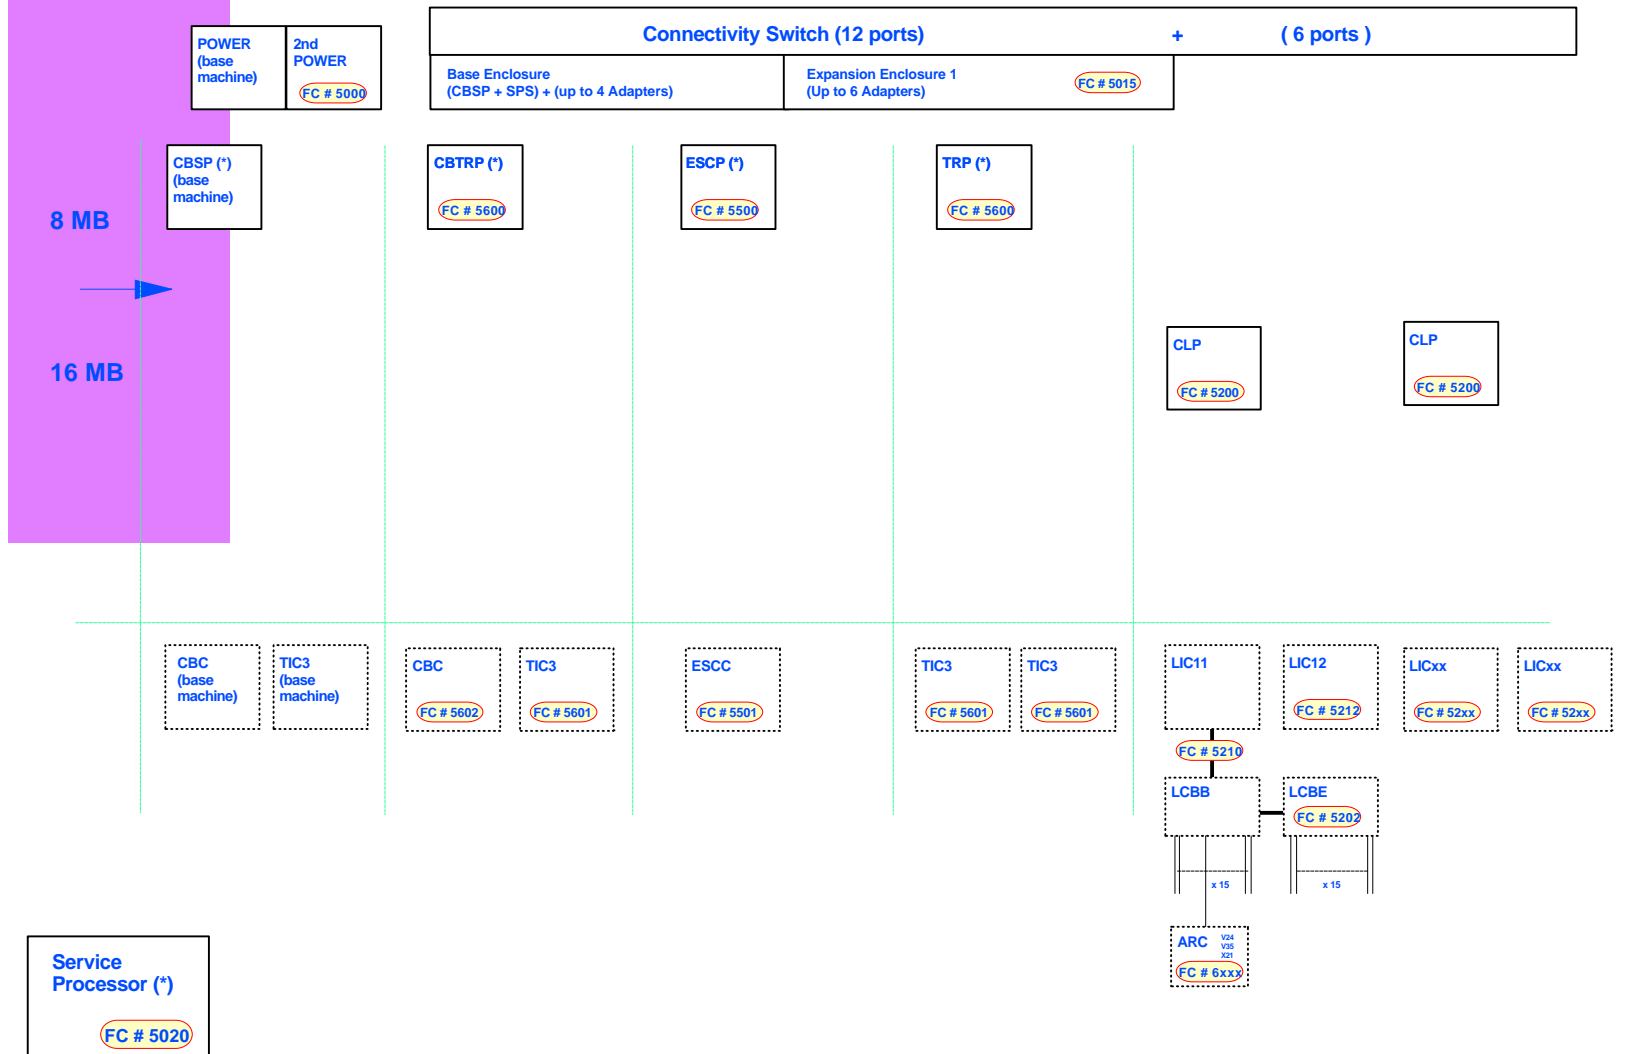 Connectivity Switch (12 ports) + ( 6 ports )
POWER
(base
machine)
2nd
POWER
FC # 5000
Base Enclosure
(CBSP + SPS) + (up to 4 Adapters)
Expansion Enclosure 1
(Up to 6 Adapters)
FC # 5015
CBSP (*)
(base
machine)
CBTRP (*)
FC # 5600
ESCP (*)
FC # 5500
TRP (*)
FC # 5600
8 MB
16 MB
CLP
FC # 5200
CLP
FC # 5200
CBC
(base
machine)
TIC3
(base
machine)
CBC
FC # 5602
TIC3
FC # 5601
ESCC
FC # 5501
TIC3
FC # 5601
TIC3
FC # 5601
LIC11
FC # 5210
LIC12
FC # 5212
LICxx
FC # 52xx
LICxx
FC # 52xx
LCBB
LCBE
FC # 5202
x 15
x 15
ARC
V24
V35
X21
FC # 6xxx
Service
Processor (*)
FC # 5020